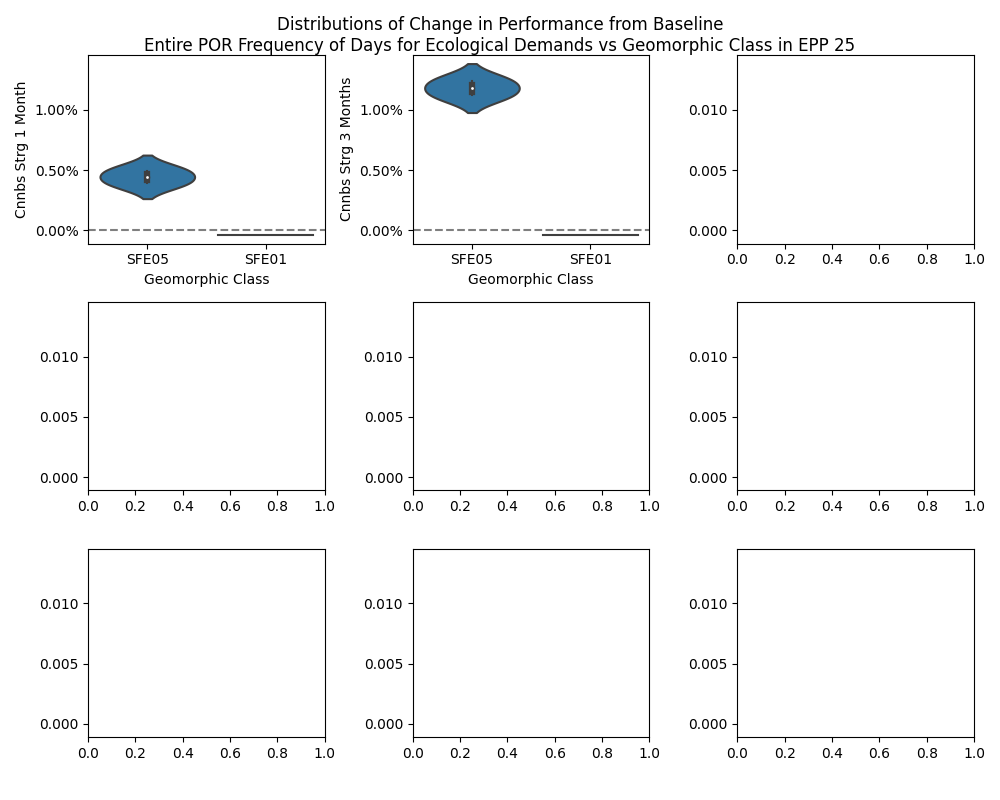 Distributions of Change in Performance from Baseline
Entire POR Frequency of Days for Ecological Demands vs Geomorphic Class in EPP 25
Cnnbs Strg 1 Month
1.00%
0.50%
0.00%
SFE05 SFE01
Geomorphic Class
Cnnbs Strg 3 Months
1.00%
0.50%
0.00%
SFE05 SFE01
Geomorphic Class
0.010
0.005
0.000
0.0 0.2 0.4 0.6 0.8 1.0
0.010
0.005
0.000
0.0 0.2 0.4 0.6 0.8 1.0
0.010
0.005
0.000
0.0 0.2 0.4 0.6 0.8 1.0
0.010
0.005
0.000
0.0 0.2 0.4 0.6 0.8 1.0
0.010
0.005
0.000
0.0 0.2 0.4 0.6 0.8 1.0
0.010
0.005
0.000
0.0 0.2 0.4 0.6 0.8 1.0
0.010
0.005
0.000
0.0 0.2 0.4 0.6 0.8 1.0